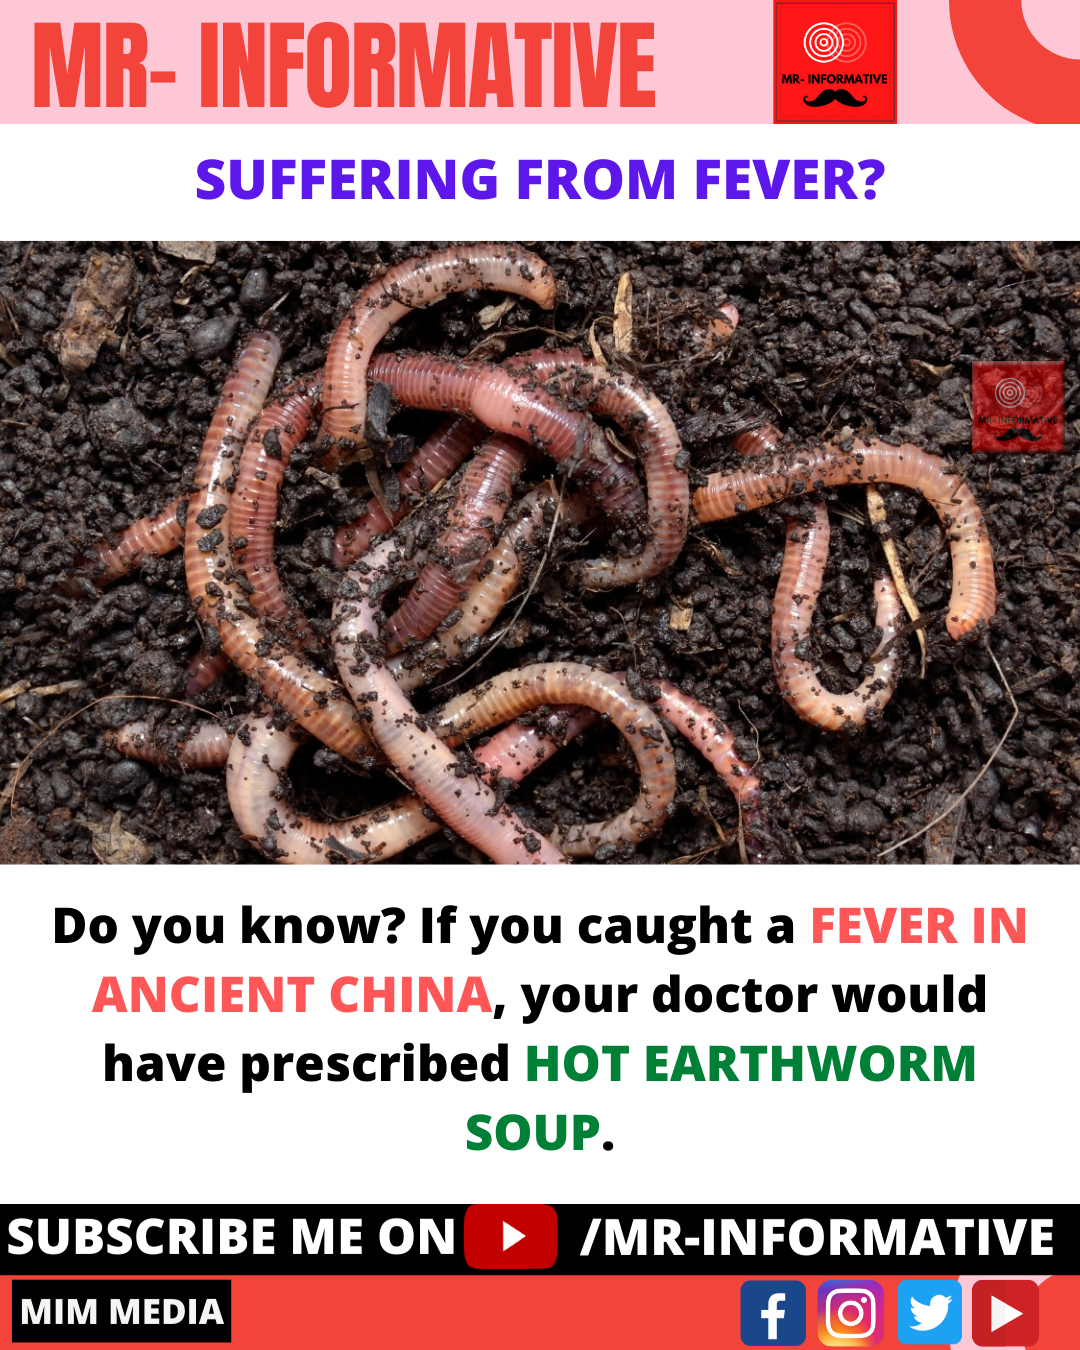 MR- INFORMATIVE
MR- INFORMATIVE
SUFFERING FROM FEVER?
MR- INFORMATIVE
Do you know? If you caught a FEVER IN
ANCIENT CHINA, your doctor would
have prescribed HOT EARTHWORM
SOUP.
SUBSCRIBE ME ON /MR-INFORMATIVE
MIM MEDIA